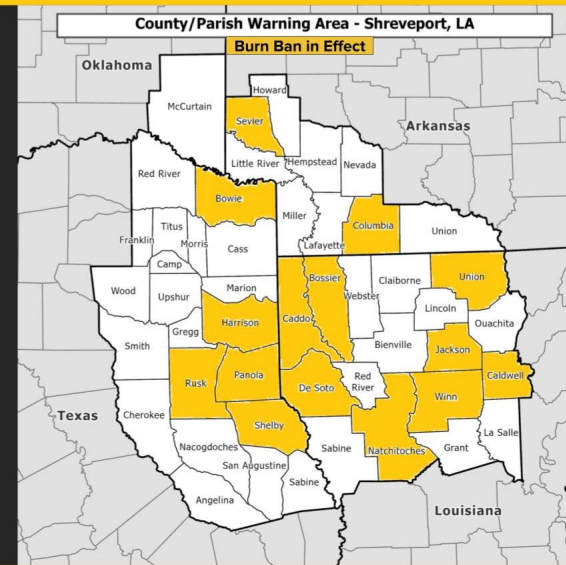 County/Parish Warning Area - Shreveport, LA
Burn Ban in Effect
Oklahoma
Howard
McCurtain
Sevier
Arkansas
Little River
Hempstead
Nevada
Red River
Bowie
Miller
Columbia
Titus
Franklin
Morris
Cass
Lafayette
Union
Camp
Bossier
Claiborne
Union
Wood
Upshur
Marion
Webster
Lincoln
Harrison
Caddo
Ouachita
Gregg
Smith
Bienville
Jackson
Rusk
Panola
De Soto
Red
River
Caldwell
Winn
Texas
Cherokee
Shelby
La Salle
Nacogdoches
Sabine
Natchitoches
Grant
San Augustine
Sabine
Angelina
Louisiana